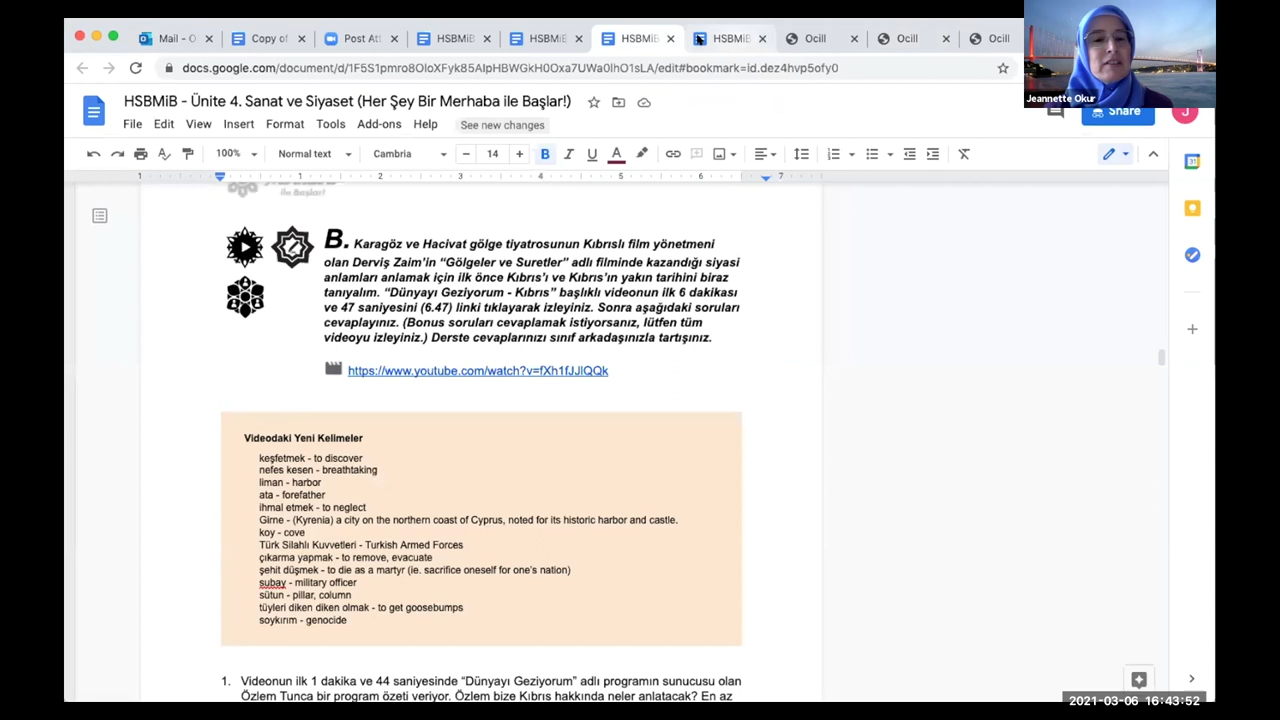 Mail - O
Copy of
Post Att
HSBMiB
HSBMiE
HSBMiB
HSBMiB
Ocill
Ocill
Ocill
docs.google.com/document/d/
/edit#bookmark=id.dez4hvp5ofy0
Jeannette Okur
HSBMiB - Ünite 4. Sanat ve Siyaset (Her Şey Bir Merhaba ile Başlar!)
File Edit View Insert Format Tools Add-ons Help See new changes
Share
J
100% Normal text Cambria 14 B I U A
1 1 2 3 4 5 6 7
ile Başlar!
B. Karagöz ve Hacivat gölge tiyatrosunun Kıbrıslı film yönetmeni
olan Derviş Zaim'in “Gölgeler ve Suretler” adlı filminde kazandığı siyasi
anlamları anlamak için ilk önce Kıbrıs'ı ve Kıbrıs'ın yakın tarihini biraz
tanıyalım. “Dünyayı Geziyorum - Kıbrıs” başlıklı videonun ilk 6 dakikası
ve 47 saniyesini (6.47) linki tıklayarak izleyiniz. Sonra aşağıdaki soruları
cevaplayınız. (Bonus soruları cevaplamak istiyorsanız, lütfen tüm
videoyu izleyiniz.) Derste cevaplarınızı sınıf arkadaşınızla tartışınız.
https://www.youtube.com/watch?v=fXh1fJJlQQk
Videodaki Yeni Kelimeler
keşfetmek - to discover
nefes kesen - breathtaking
liman - harbor
ata - forefather
ihmal etmek - to neglect
Girne - (Kyrenia) a city on the northern coast of Cyprus, noted for its historic harbor and castle.
koy - cove
Türk Silahlı Kuvvetleri - Turkish Armed Forces
çıkarma yapmak - to remove, evacuate
şehit düşmek - to die as a martyr (ie. sacrifice oneself for one's nation)
subay - military officer
sütun - pillar, column
tüyleri diken diken olmak - to get goosebumps
soykırım - genocide
1. Videonun ilk 1 dakika ve 44 saniyesinde “Dünyayı Geziyorum” adlı programın sunucusu olan
Özlem Tunca bir program özeti veriyor. Özlem bize Kıbrıs hakkında neler anlatacak? En az
2021-03-06 16:43:52